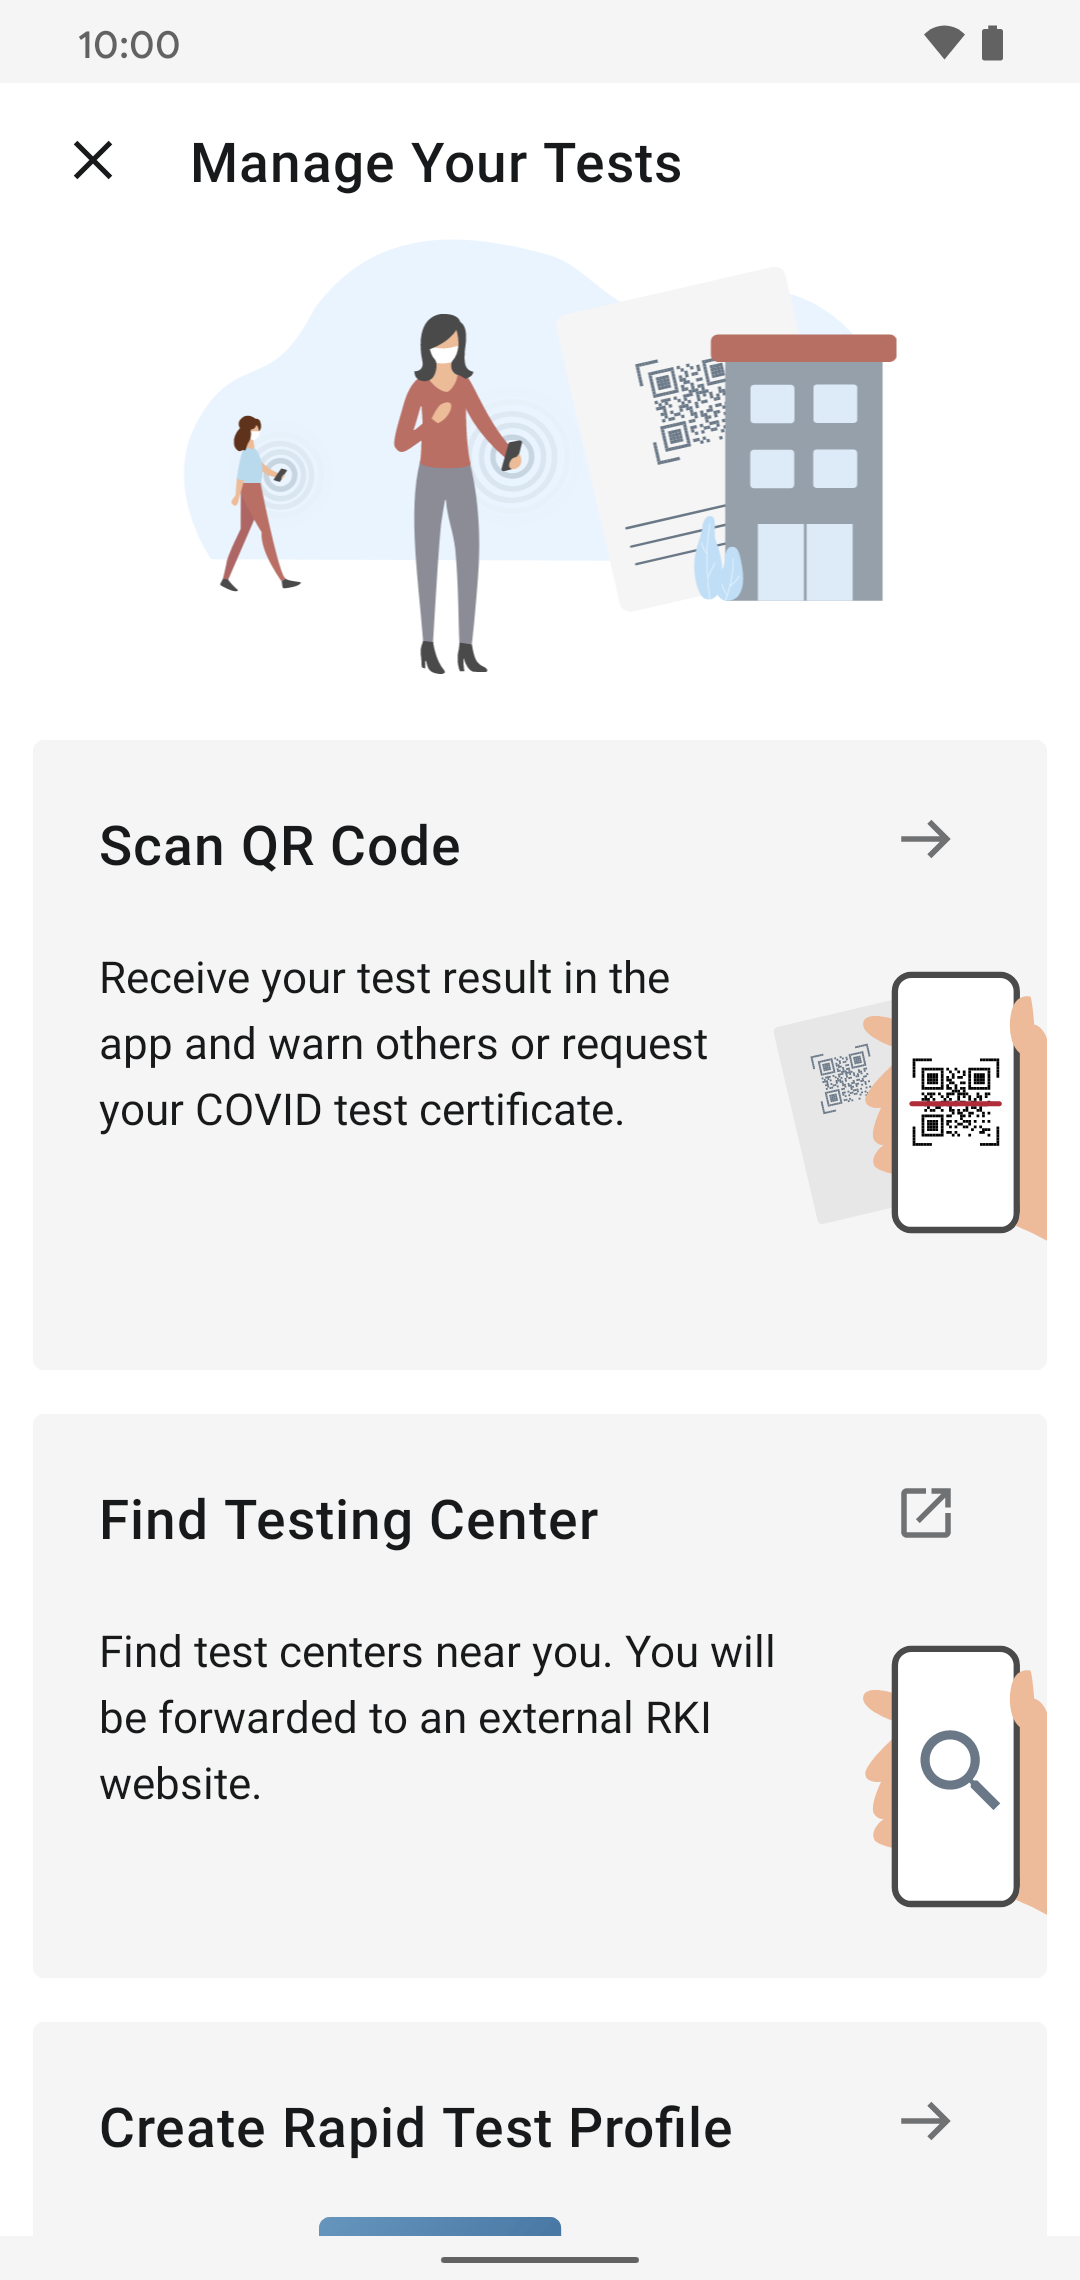 10:00
Manage Your Tests
Scan QR Code
Receive your test result in the
app and warn others or request
your COVID test certificate.
Find Testing Center
Find test centers near you. You will
be forwarded to an external RKI
website.
Create Rapid Test Profile